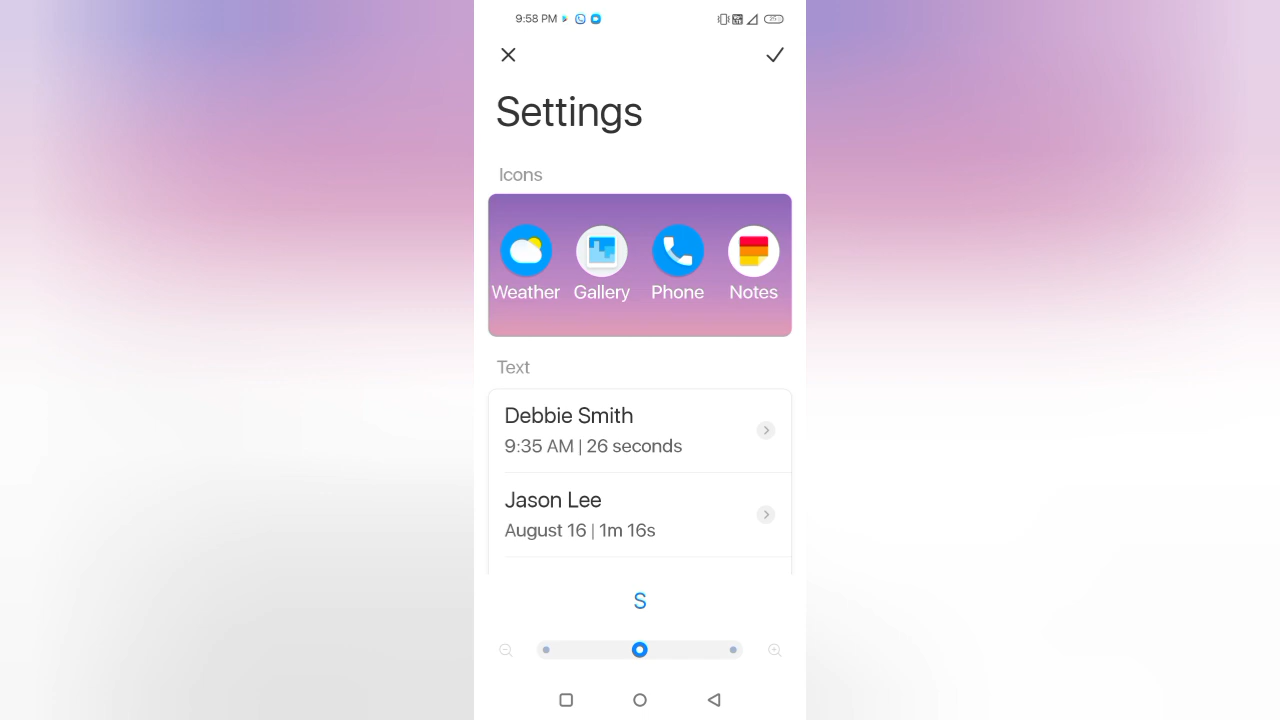 9:58 PM
Settings
Icons
Weather Gallery Phone Notes
Text
Debbie Smith
9:35 AM | 26 seconds
Jason Lee
August 16 | 1m 16s
S